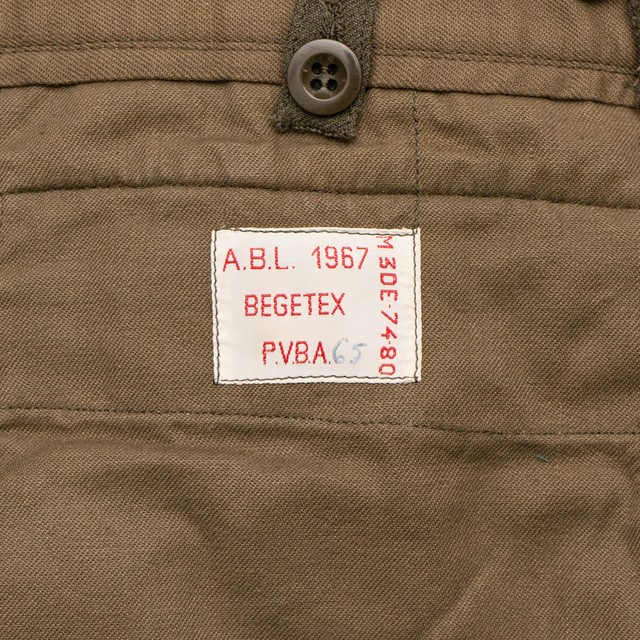 A.B.L. 1967
BEGETEX
P.V.B.A. 65
M 3DE-74-80